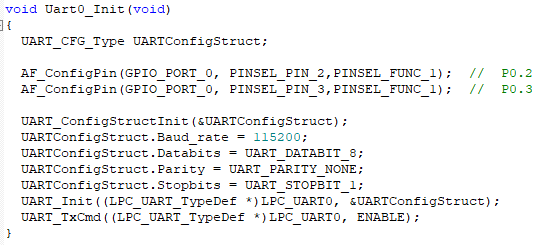 void Uart0_Init(void)
{
UART_CFG_Type UARTConfigStruct;
AF_ConfigPin(GPIO_PORT_0, PINSEL_PIN_2,PINSEL_FUNC_1); // P0.2
AF_ConfigPin(GPIO_PORT_0, PINSEL_PIN_3,PINSEL_FUNC_1); // P0.3
UART_ConfigStructInit(&UARTConfigStruct);
UARTConfigStruct.Baud_rate = 115200;
UARTConfigStruct.Databits = UART_DATABIT_8;
UARTConfigStruct.Parity = UART_PARITY_NONE;
UARTConfigStruct.Stopbits = UART_STOPBIT_1;
UART_Init((LPC_UART_TypeDef *)LPC_UART0, &UARTConfigStruct);
UART_TxCmd((LPC_UART_TypeDef *)LPC_UART0, ENABLE);
}